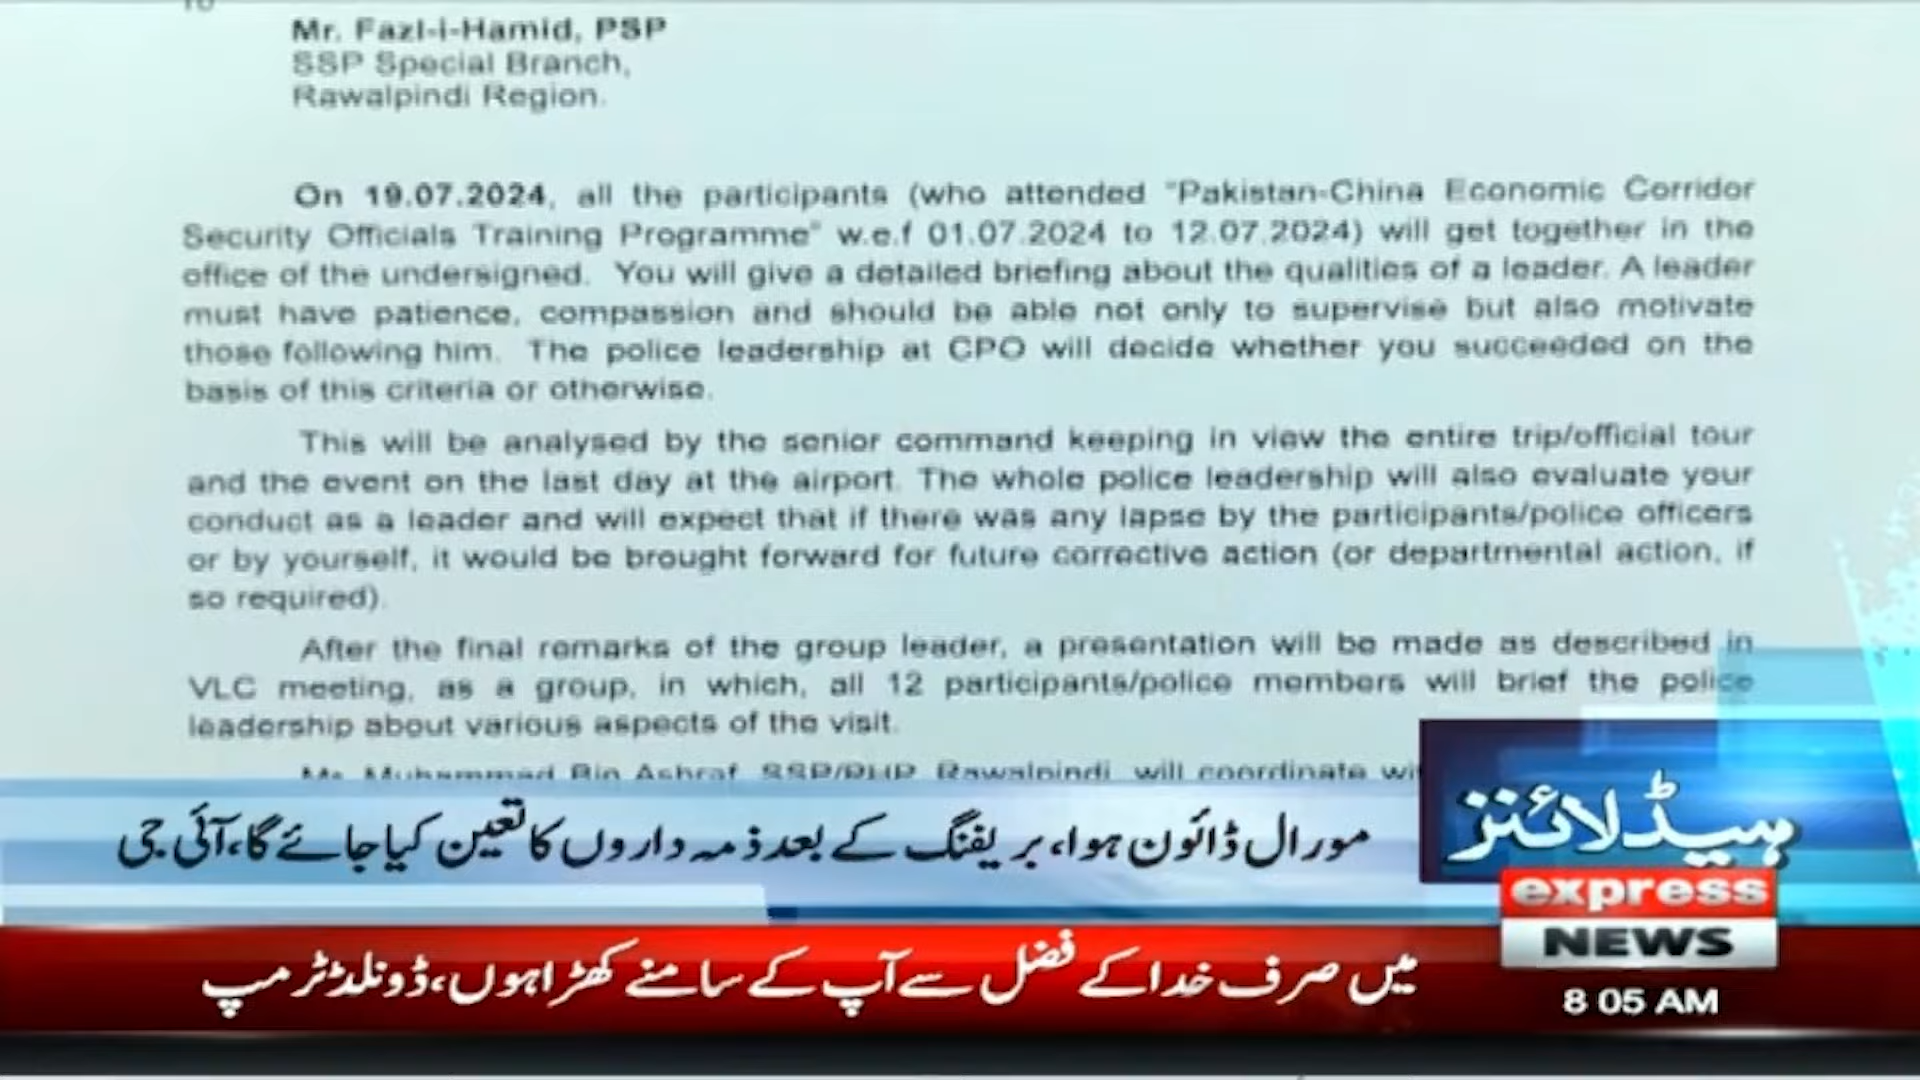 To
Mr. Fazl-i-Hamid, PSP
SSP Special Branch,
Rawalpindi Region.
On 19.07.2024, all the participants (who attended "Pakistan-China Economic Corridor
Security Officials Training Programme" w.e.f 01.07.2024 to 12.07.2024) will get together in the
office of the undersigned. You will give a detailed briefing about the qualities of a leader. A leader
must have patience, compassion and should be able not only to supervise but also motivate
those following him. The police leadership at CPO will decide whether you succeeded on the
basis of this criteria or otherwise.
This will be analysed by the senior command keeping in view the entire trip/official tour
and the event on the last day at the airport. The whole police leadership will also evaluate your
conduct as a leader and will expect that if there was any lapse by the participants/police officers
or by yourself, it would be brought forward for future corrective action (or departmental action, if
so required).
After the final remarks of the group leader, a presentation will be made as described in
VLC meeting, as a group, in which, all 12 participants/police members will brief the police
leadership about various aspects of the visit.
Mr. Muhammad Bin Ashraf, SSP/PHP, Rawalpindi, will coordinate
مورال ڈائون ہوا، بریفنگ کے بعد ذمہ داروں کا تعین کیا جائے گا، آئی جی
ہیڈلائنز
express
NEWS
میں صرف خدا کے فضل سے آپ کے سامنے کھڑا ہوں، ڈونلڈ ٹرمپ
8 05 AM